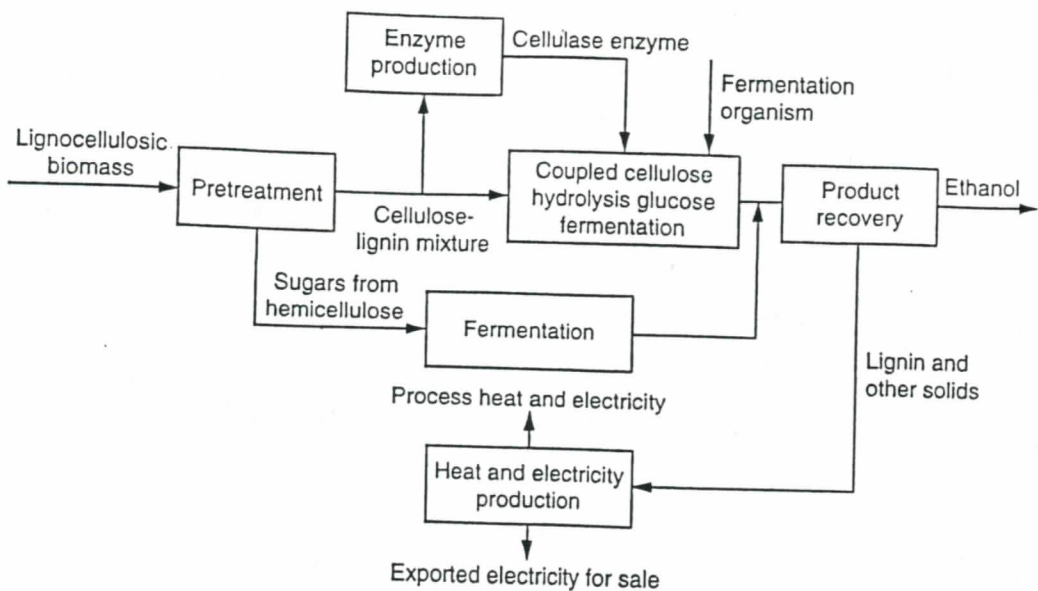 Enzyme
production
Cellulase enzyme
Fermentation
organism
Lignocellulosic
biomass
Pretreatment
Cellulose-
lignin mixture
Coupled cellulose
hydrolysis glucose
fermentation
Product
recovery
Ethanol
Sugars from
hemicellulose
Fermentation
Lignin and
other solids
Process heat and electricity
Heat and electricity
production
Exported electricity for sale